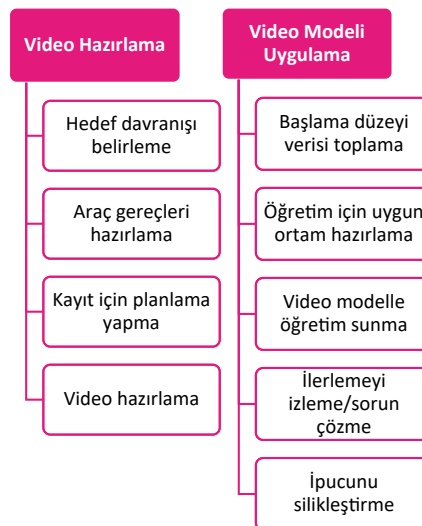 Video Hazırlama
Hedef davranışı
belirleme
Araç gereçleri
hazırlama
Kayıt için planlama
yapma
Video hazırlama
Video Modeli
Uygulama
Başlama düzeyi
verisi toplama
Öğretim için uygun
ortam hazırlama
Video modelle
öğretim sunma
İlerlemeyi
izleme/sorun
çözme
İpucunu
silikleştirme